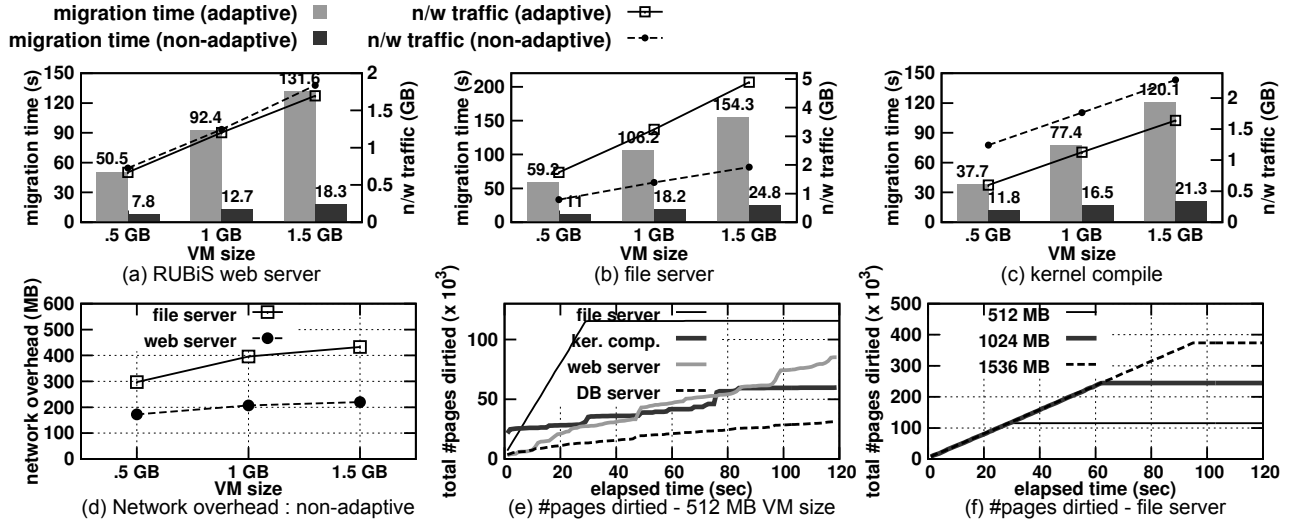 migration time (adaptive)
migration time (non-adaptive)
n/w traffic (adaptive)
n/w traffic (non-adaptive)
migration time (s)
150
120
90
60
30
0
50.5
7.8
92.4
12.7
131.6
18.3
2
1.5
1
0.5
0
n/w traffic (GB)
.5 GB 1 GB 1.5 GB
VM size
(a) RUBiS web server
migration time (s)
200
150
100
50
0
59.2
11
106.2
18.2
154.3
24.8
5
4
3
2
1
0
n/w traffic (GB)
.5 GB 1 GB 1.5 GB
VM size
(b) file server
migration time (s)
150
120
90
60
30
0
37.7
11.8
77.4
16.5
120.1
21.3
2
1.5
1
0.5
0
n/w traffic (GB)
.5 GB 1 GB 1.5 GB
VM size
(c) kernel compile
network overhead (MB)
600
500
400
300
200
100
0
file server
web server
.5 GB 1 GB 1.5 GB
VM size
(d) Network overhead : non-adaptive
total #pages dirtied (x 10³)
100
50
0
file server
ker. comp.
web server
DB server
0 20 40 60 80 100 120
elapsed time (sec)
(e) #pages dirtied - 512 MB VM size
total #pages dirtied (x 10³)
500
400
300
200
100
0
512 MB
1024 MB
1536 MB
0 20 40 60 80 100 120
elapsed time (sec)
(f) #pages dirtied - file server